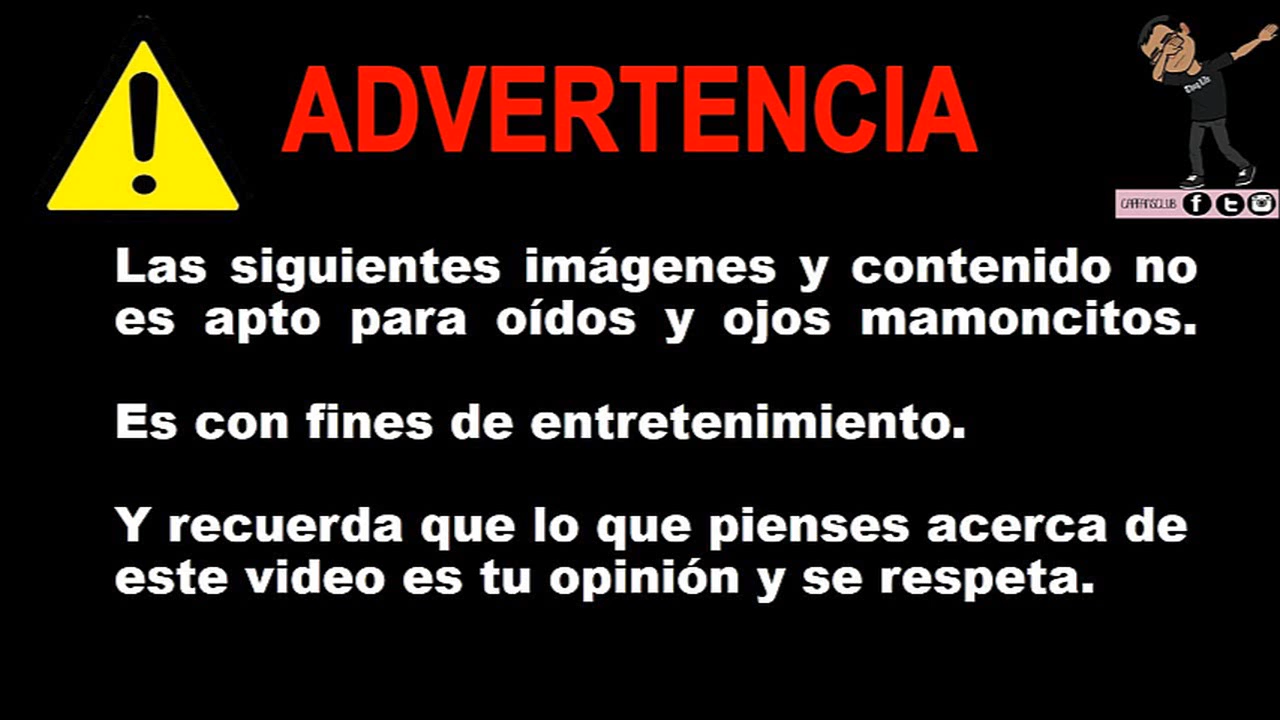 ADVERTENCIA
Las siguientes imágenes y contenido no
es apto para oídos y ojos mamoncitos.
Es con fines de entretenimiento.
Y recuerda que lo que pienses acerca de
este video es tu opinión y se respeta.